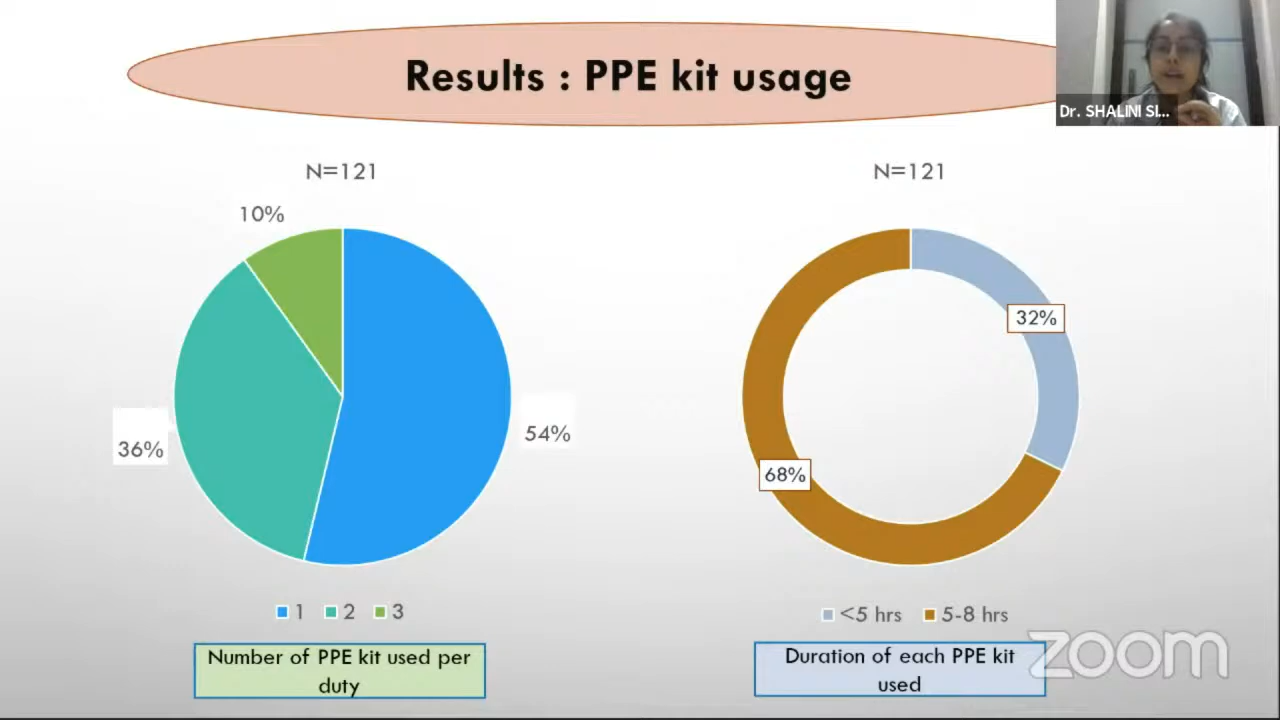 Results : PPE kit usage
Dr. SHALINI SI...
N=121
10%
36%
54%
1 2 3
Number of PPE kit used per
duty
N=121
32%
68%
<5 hrs 5-8 hrs
Duration of each PPE kit
used
zoom